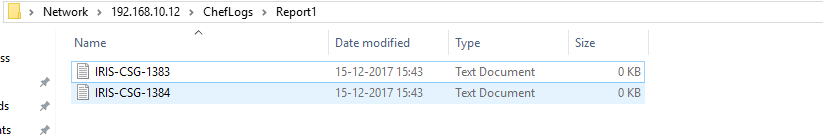 Network > 192.168.10.12 > ChefLogs > Report1
Name Date modified Type Size
ss
IRIS-CSG-1383 15-12-2017 15:43 Text Document 0 KB
IRIS-CSG-1384 15-12-2017 15:43 Text Document 0 KB
ds
nts